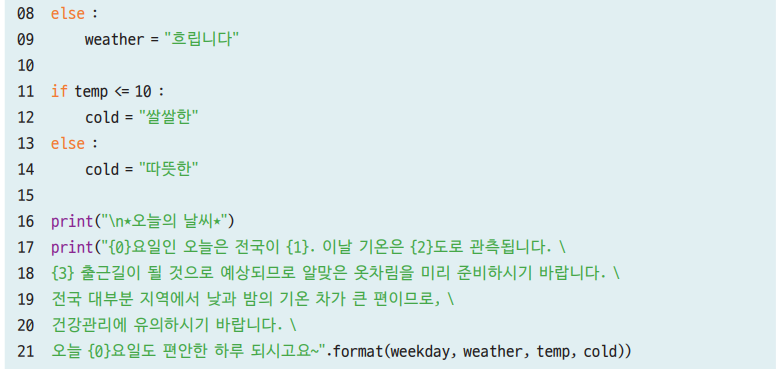 08 else :
09     weather = "흐립니다"
10
11 if temp <= 10 :
12     cold = "쌀쌀한"
13 else :
14     cold = "따뜻한"
15
16 print("\n★오늘의 날씨★")
17 print("{0}요일인 오늘은 전국이 {1}. 이날 기온은 {2}도로 관측됩니다. \
18 {3} 출근길이 될 것으로 예상되므로 알맞은 옷차림을 미리 준비하시기 바랍니다. \
19 전국 대부분 지역에서 낮과 밤의 기온 차가 큰 편이므로, \
20 건강관리에 유의하시기 바랍니다. \
21 오늘 {0}요일도 편안한 하루 되시고요~".format(weekday, weather, temp, cold))